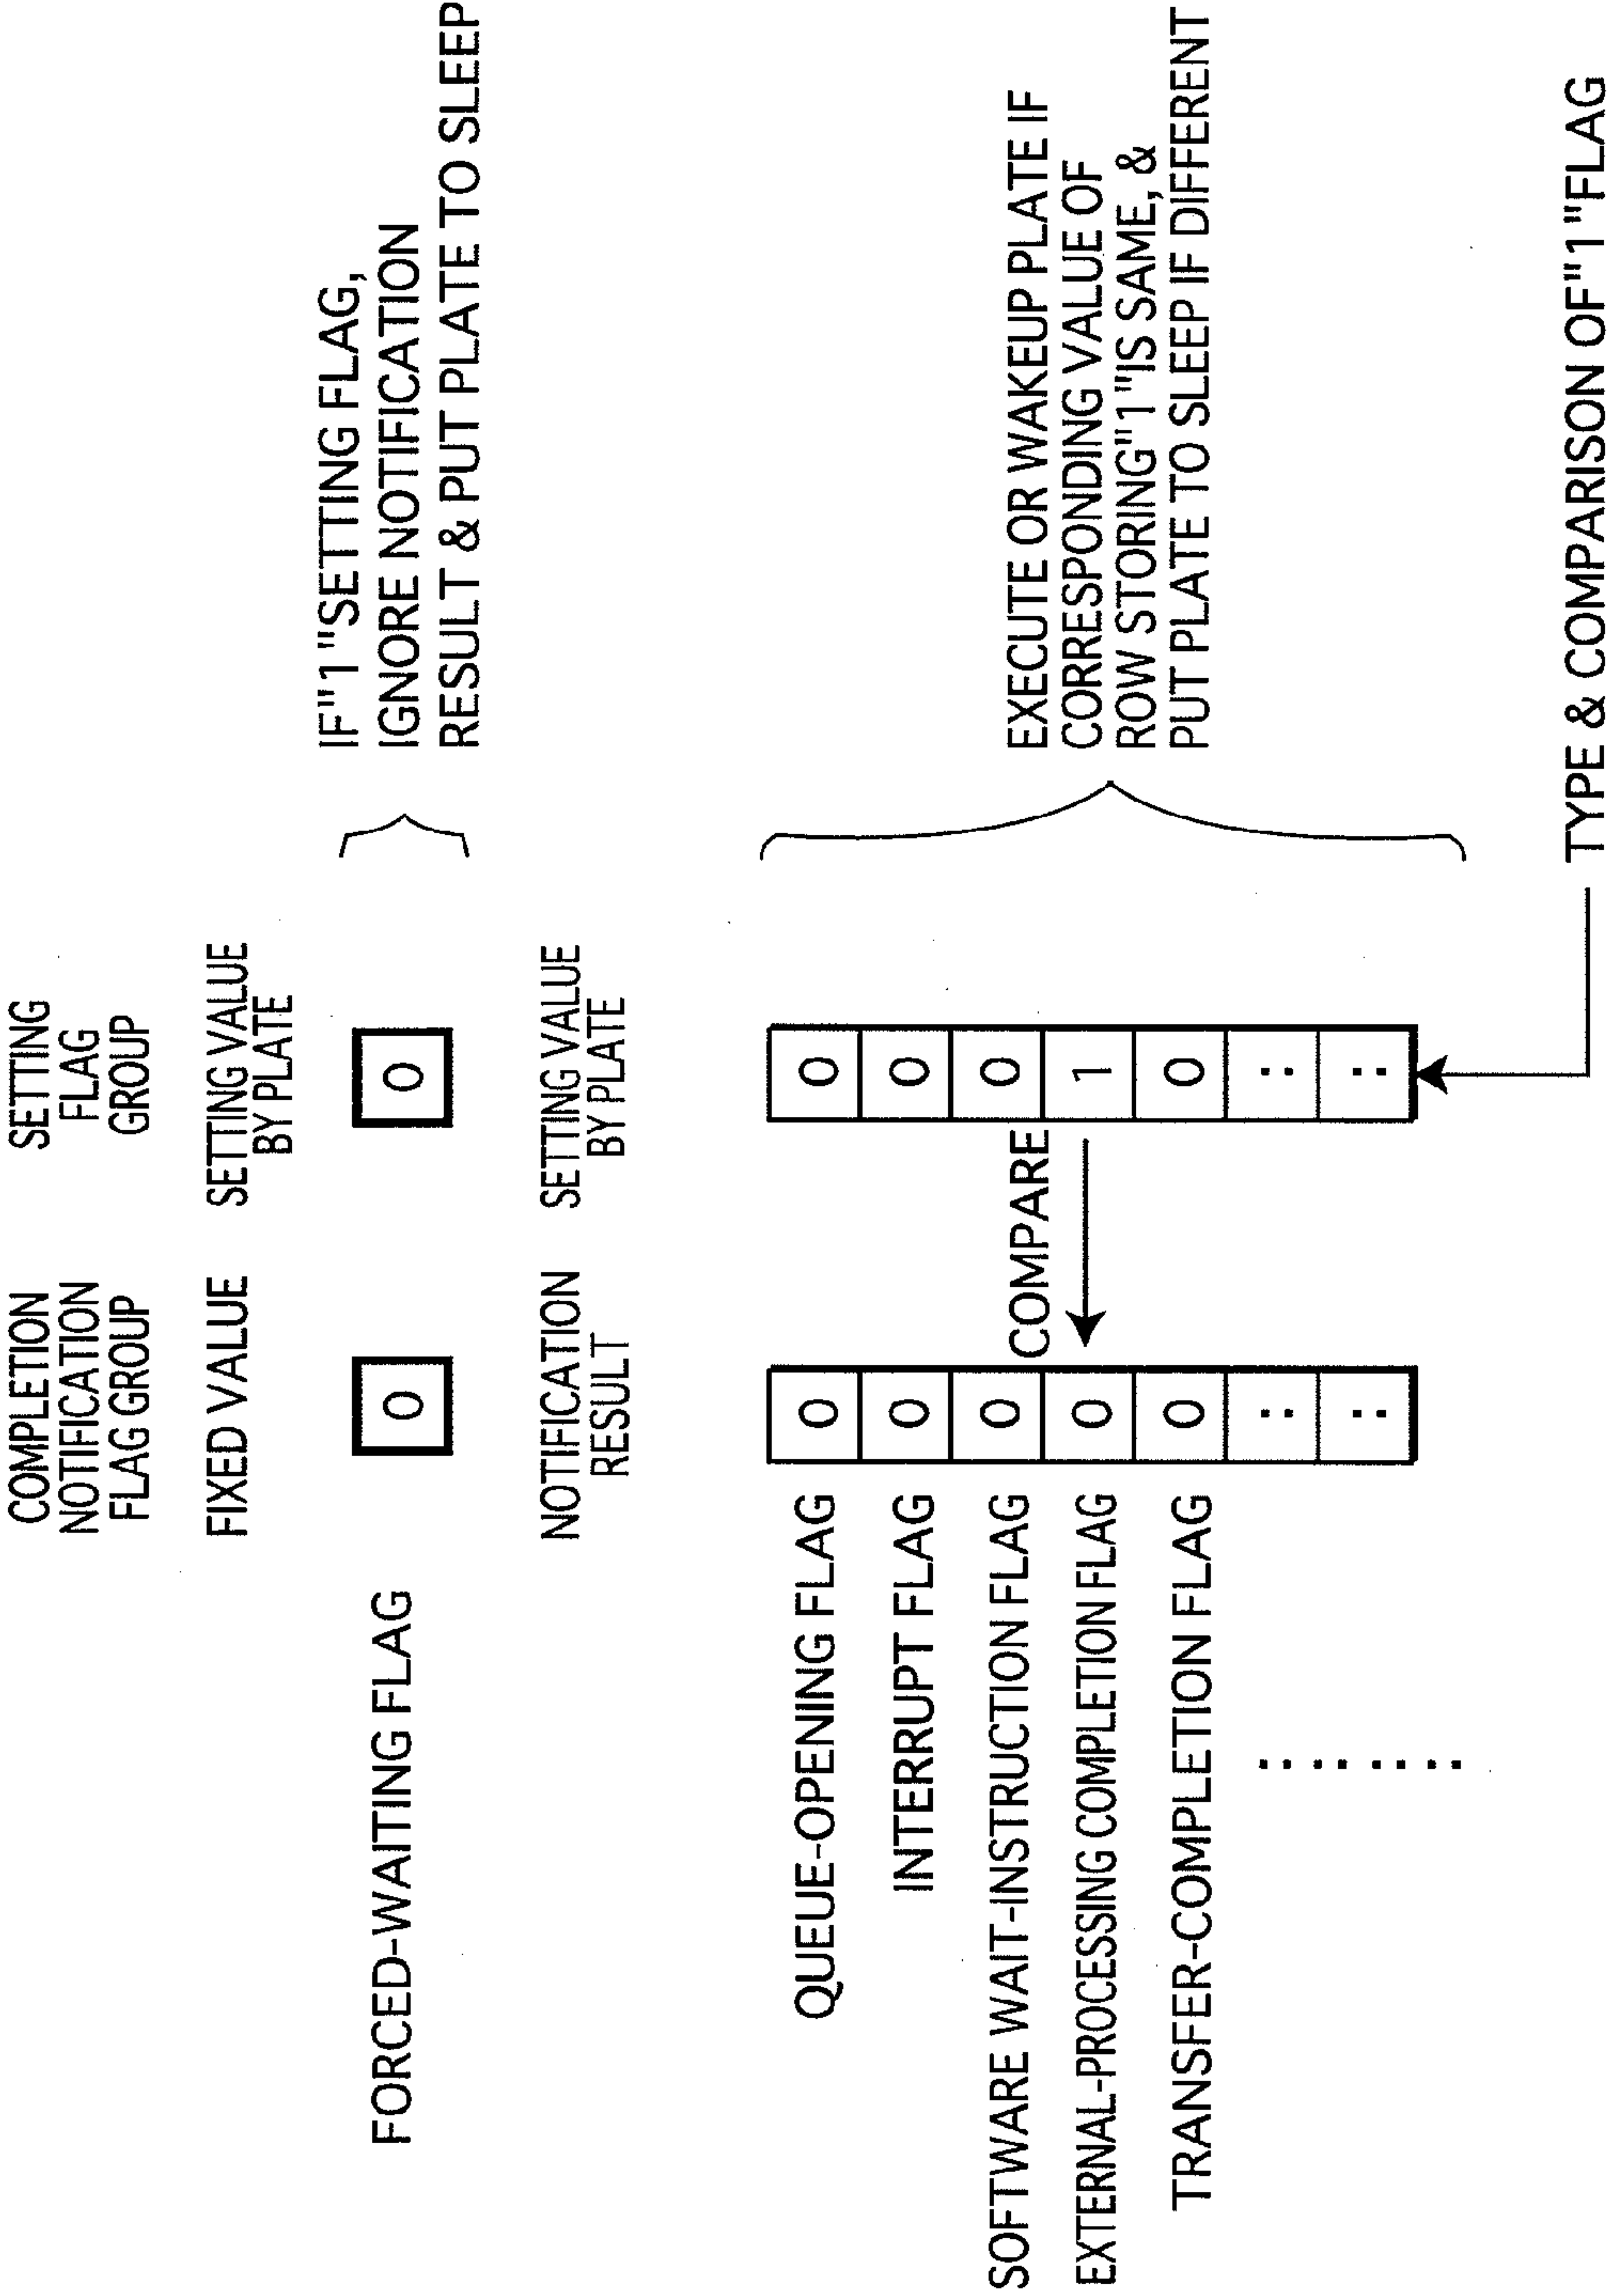 COMPLETION
NOTIFICATION
FLAG GROUP
SETTING
FLAG
GROUP
FIXED VALUE
SETTING VALUE
BY PLATE
FORCED-WAITING FLAG
0
0
IF"1"SETTING FLAG,
IGNORE NOTIFICATION
RESULT & PUT PLATE TO SLEEP
NOTIFICATION
RESULT
SETTING VALUE
BY PLATE
QUEUE-OPENING FLAG
0
0
INTERRUPT FLAG
0
0
SOFTWARE WAIT-INSTRUCTION FLAG
0
0
EXTERNAL-PROCESSING COMPLETION FLAG
0
1
TRANSFER-COMPLETION FLAG
0
0
:
:
:
:
........
COMPARE
EXECUTE OR WAKEUP PLATE IF
CORRESPONDING VALUE OF
ROW STORING"1"IS SAME, &
PUT PLATE TO SLEEP IF DIFFERENT
TYPE & COMPARISON OF"1"FLAG